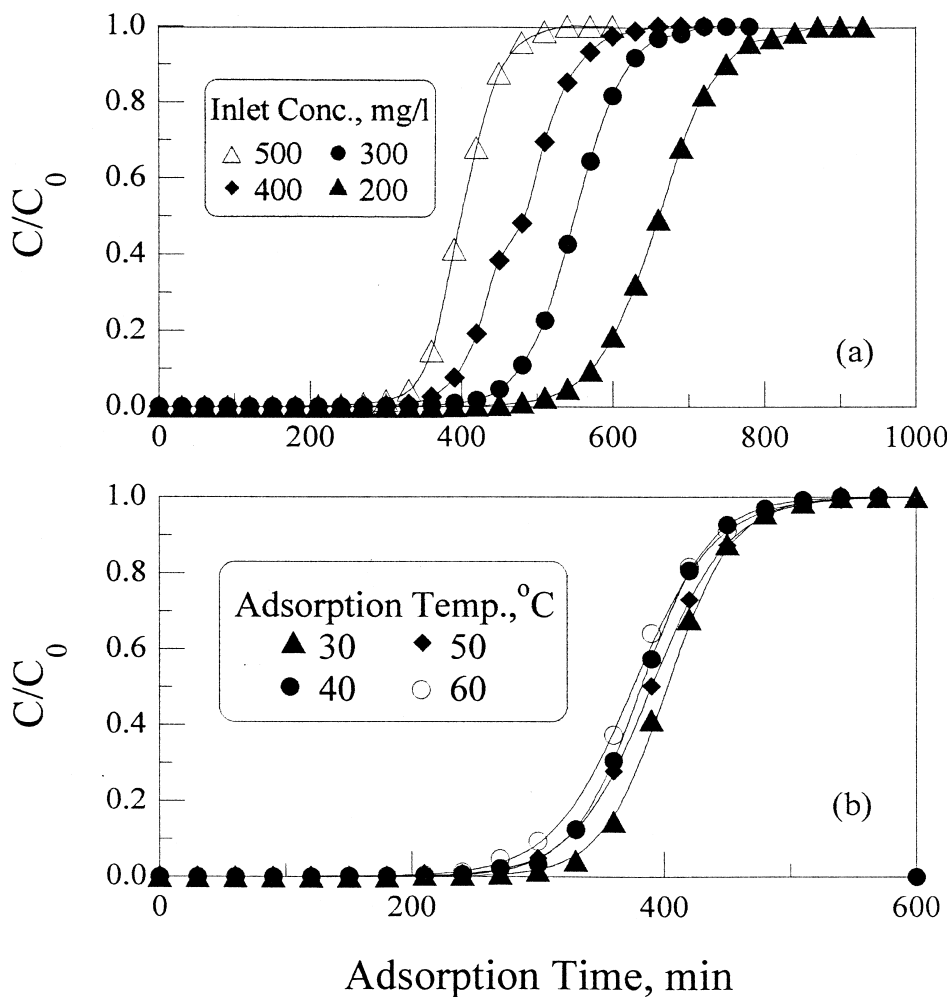 1.0
0.8
0.6
0.4
0.2
0.0
C/C0
Inlet Conc., mg/l
500 300
400 200
(a)
0 200 400 600 800 1000
1.0
0.8
0.6
0.4
0.2
0.0
C/C0
Adsorption Temp.,oC
30 50
40 60
(b)
0 200 400 600
Adsorption Time, min